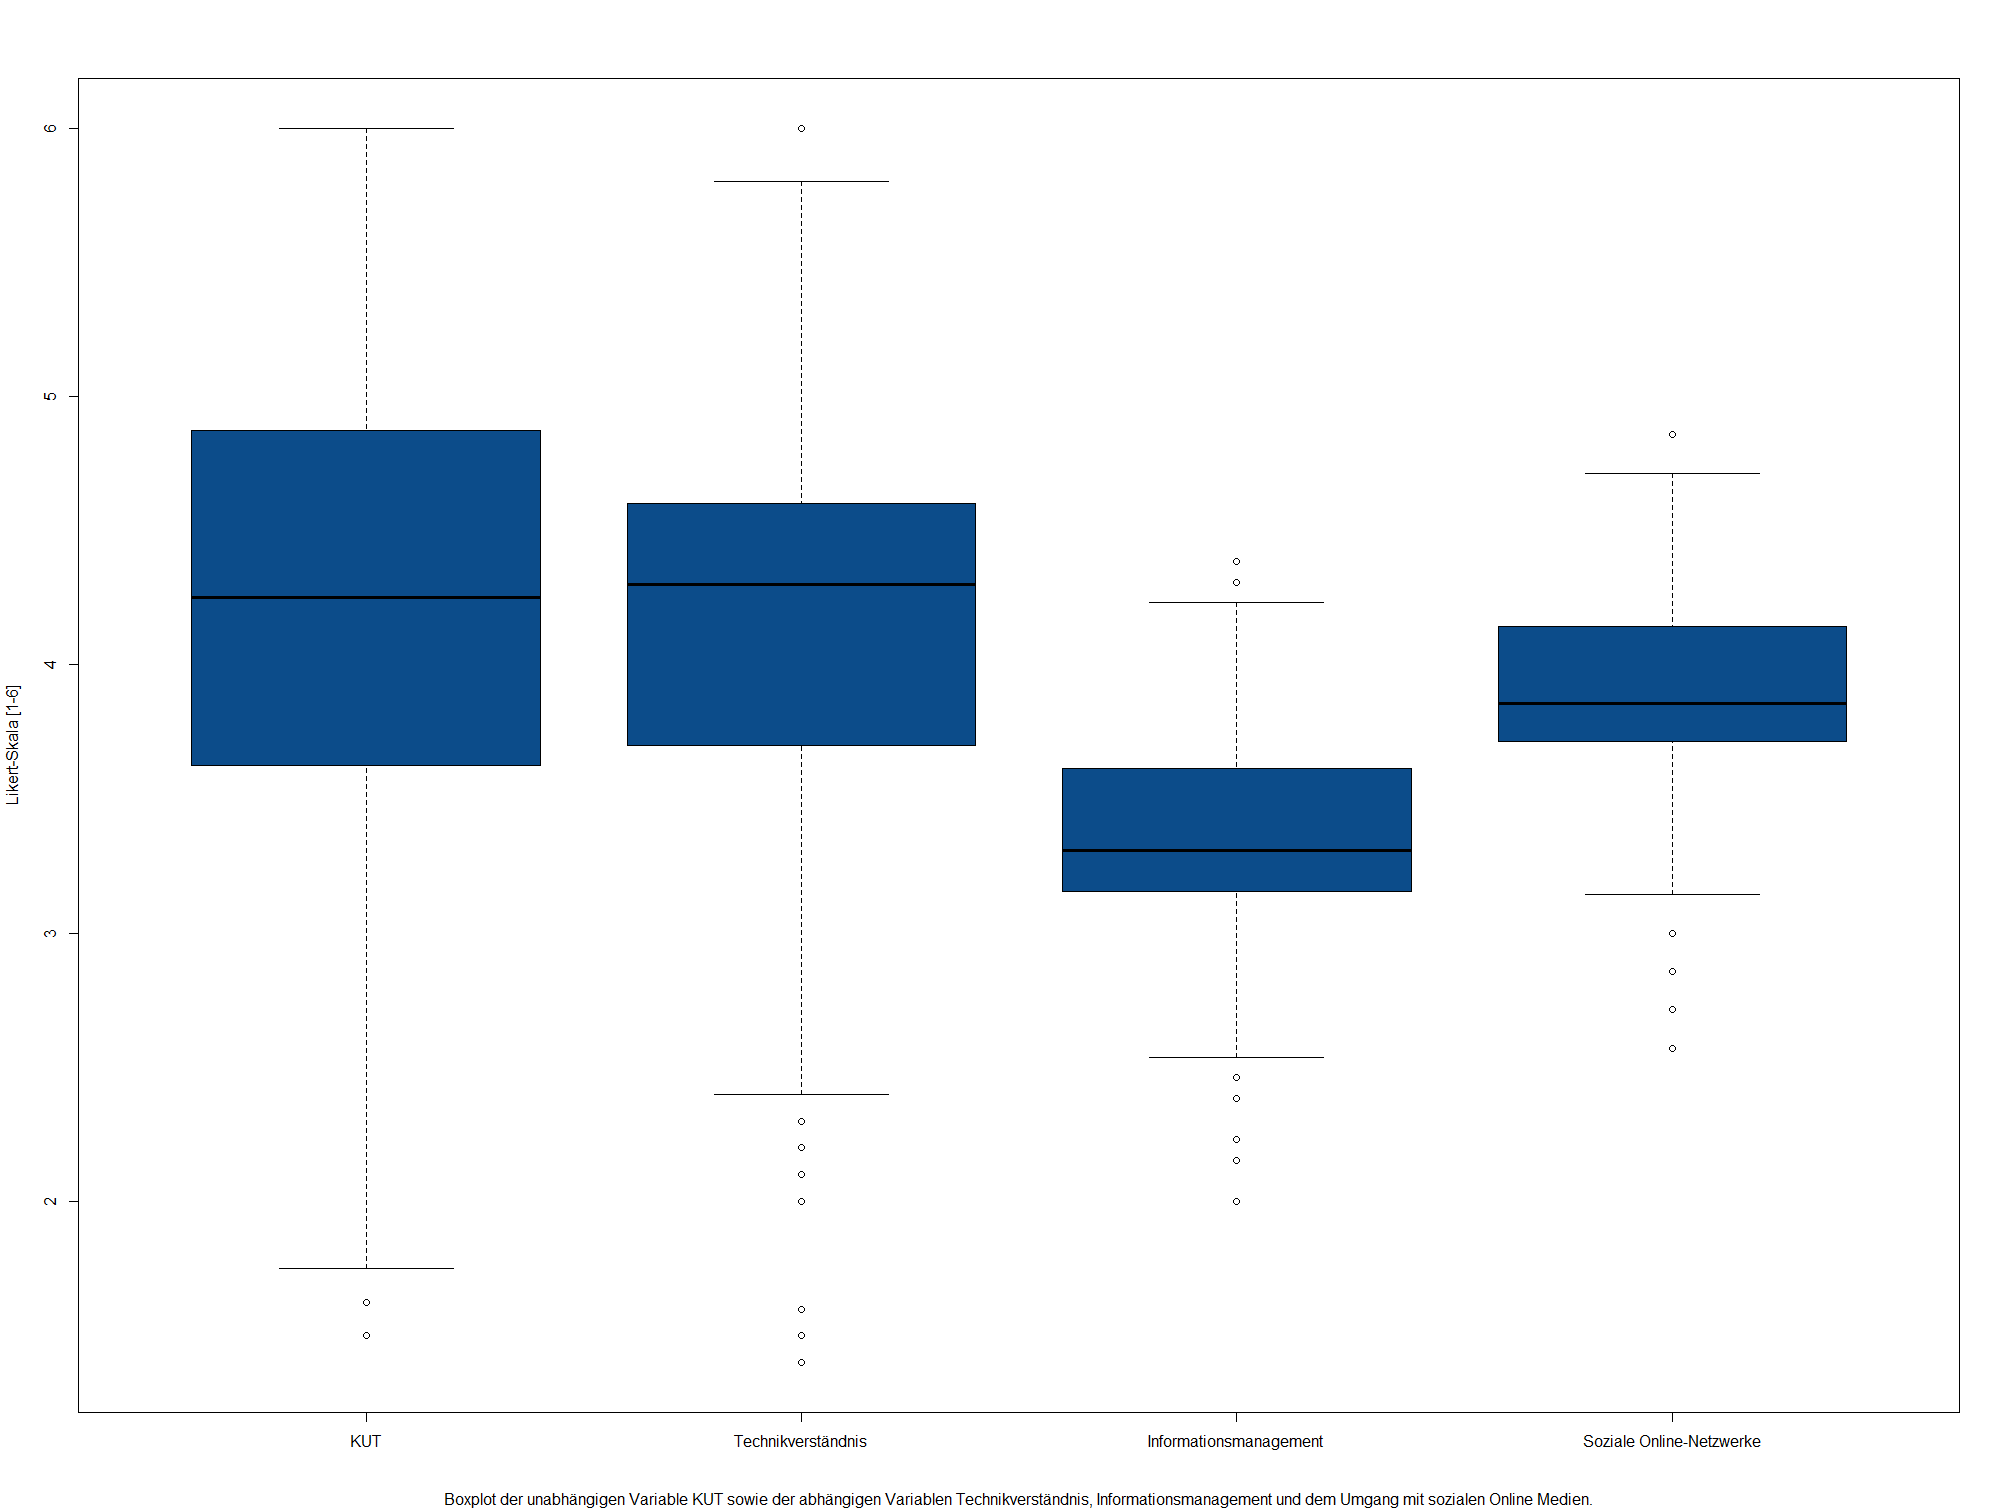 6
5
4
3
2
Likert-Skala [1-6]
KUT
Technikverständnis
Informationsmanagement
Soziale Online-Netzwerke
Boxplot der unabhängigen Variable KUT sowie der abhängigen Variablen Technikverständnis, Informationsmanagement und dem Umgang mit sozialen Online Medien.